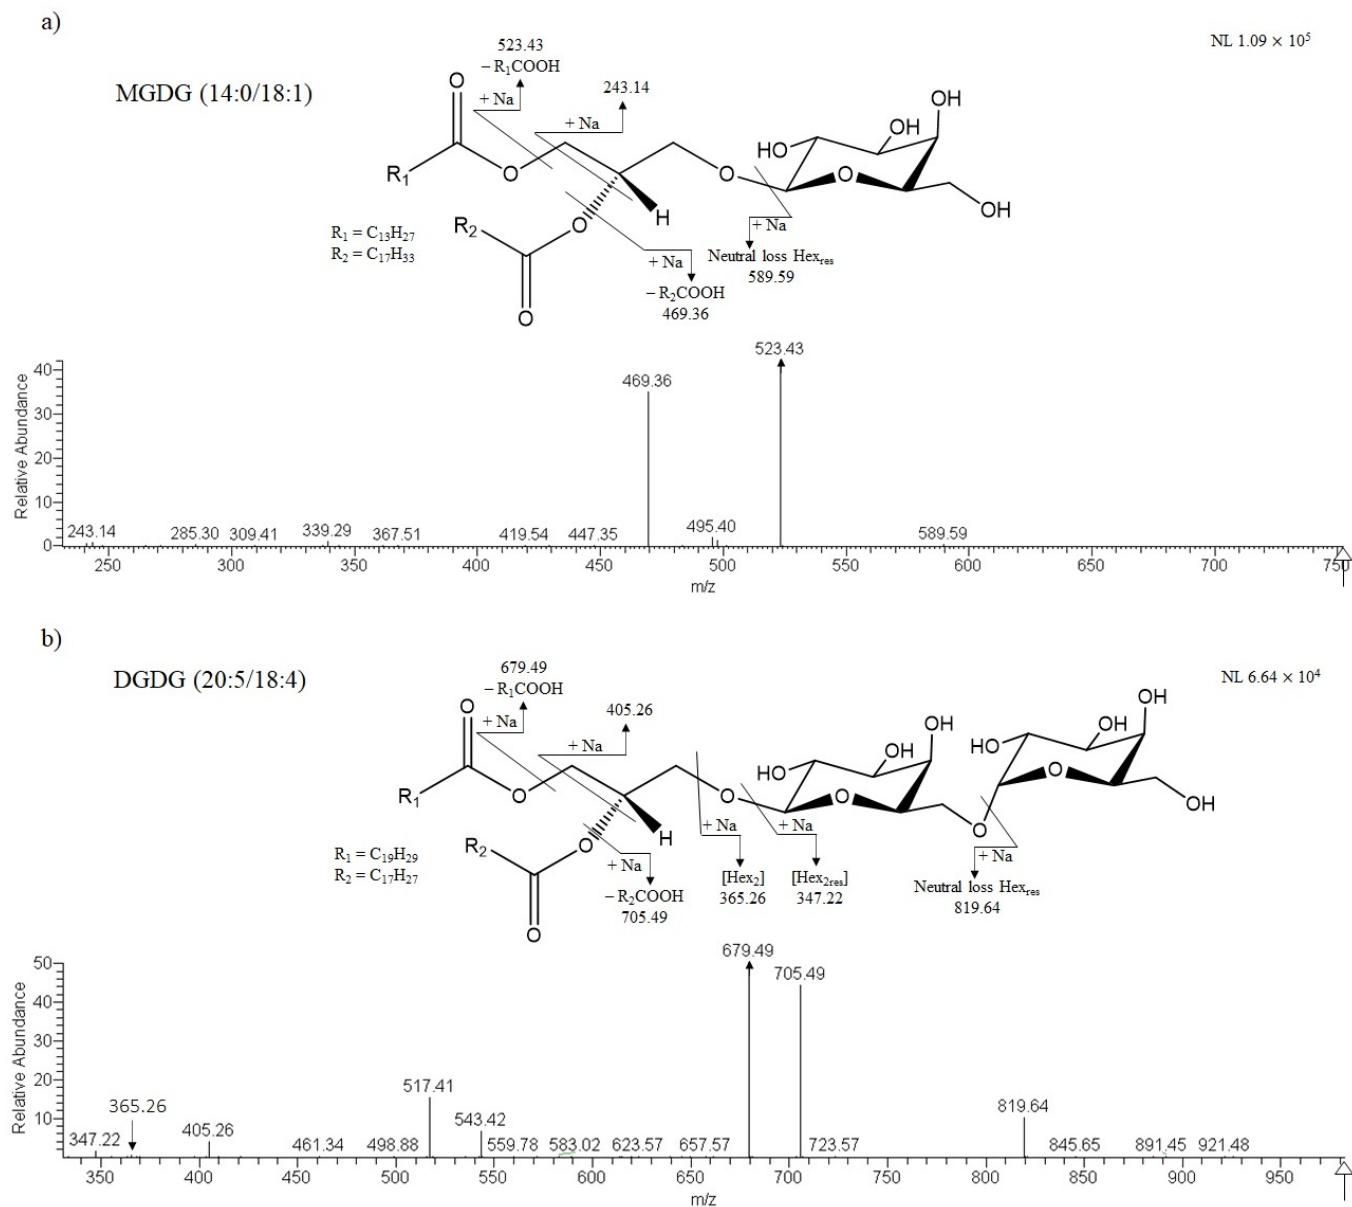 a)
NL 1.09 × 10⁵
MGDG (14:0/18:1)
523.43
– R₁COOH
+ Na
243.14
+ Na
O
R₁
O
R₂
O
O
H
O
HO
O
OH
OH
OH
R₁ = C₁₃H₂₇
R₂ = C₁₇H₃₃
+ Na
– R₂COOH
469.36
+ Na
Neutral loss Hexres
589.59
Relative Abundance
40
30
20
10
0
523.43
469.36
243.14
285.30
309.41
339.29
367.51
419.54
447.35
495.40
589.59
250
300
350
400
450
500
550
600
650
700
750
m/z
b)
NL 6.64 × 10⁴
DGDG (20:5/18:4)
679.49
– R₁COOH
+ Na
405.26
+ Na
O
R₁
O
R₂
O
O
H
O
HO
O
OH
OH
O
HO
O
OH
OH
OH
R₁ = C₁₉H₂₉
R₂ = C₁₇H₂₇
+ Na
– R₂COOH
705.49
+ Na
[Hex₂]
365.26
+ Na
[Hex₂res]
347.22
+ Na
Neutral loss Hexres
819.64
Relative Abundance
50
40
30
20
10
679.49
705.49
347.22
365.26
405.26
461.34
498.88
517.41
543.42
559.78
583.02
623.57
657.57
723.57
819.64
845.65
891.45
921.48
350
400
450
500
550
600
650
700
750
800
850
900
950
m/z